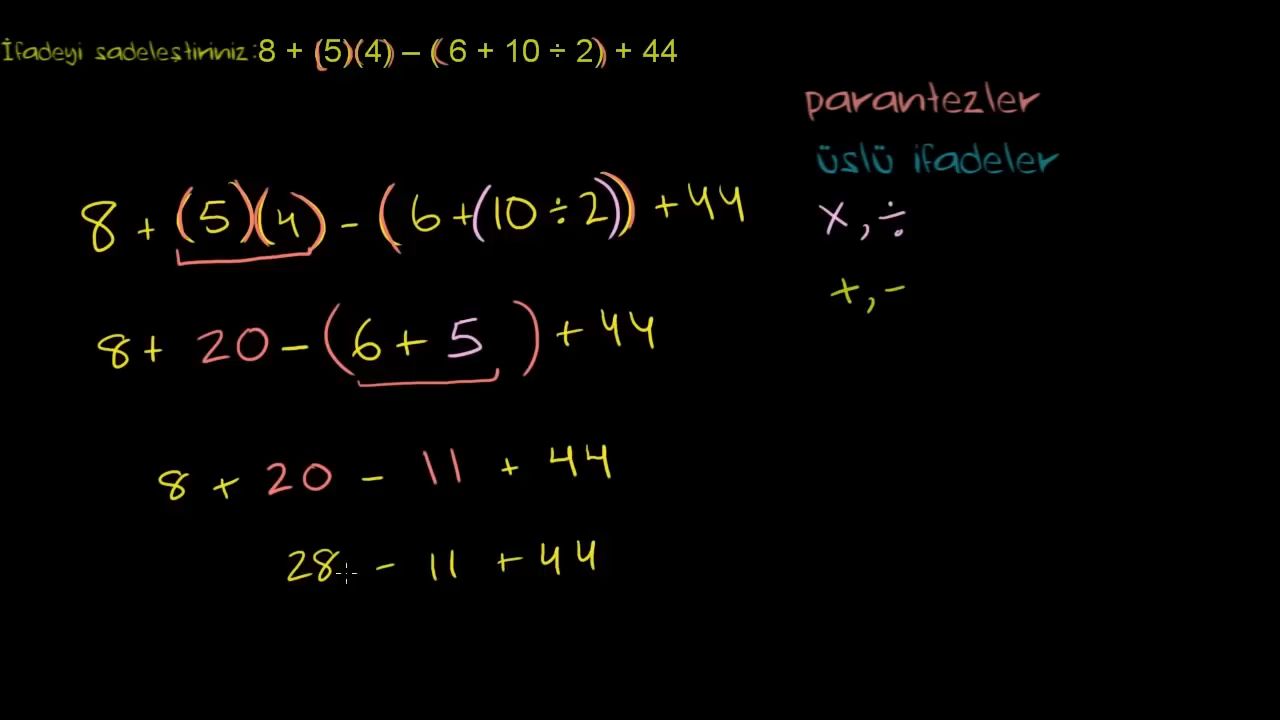 İfadeyi sadeleştiriniz: 8 + (5)(4) – (6 + 10 ÷ 2) + 44
parantezler
üslü ifadeler
x, ÷
+, -
8 + (5)(4) - (6 + (10 ÷ 2)) + 44
8 + 20 - (6 + 5) + 44
8 + 20 - 11 + 44
28 - 11 + 44